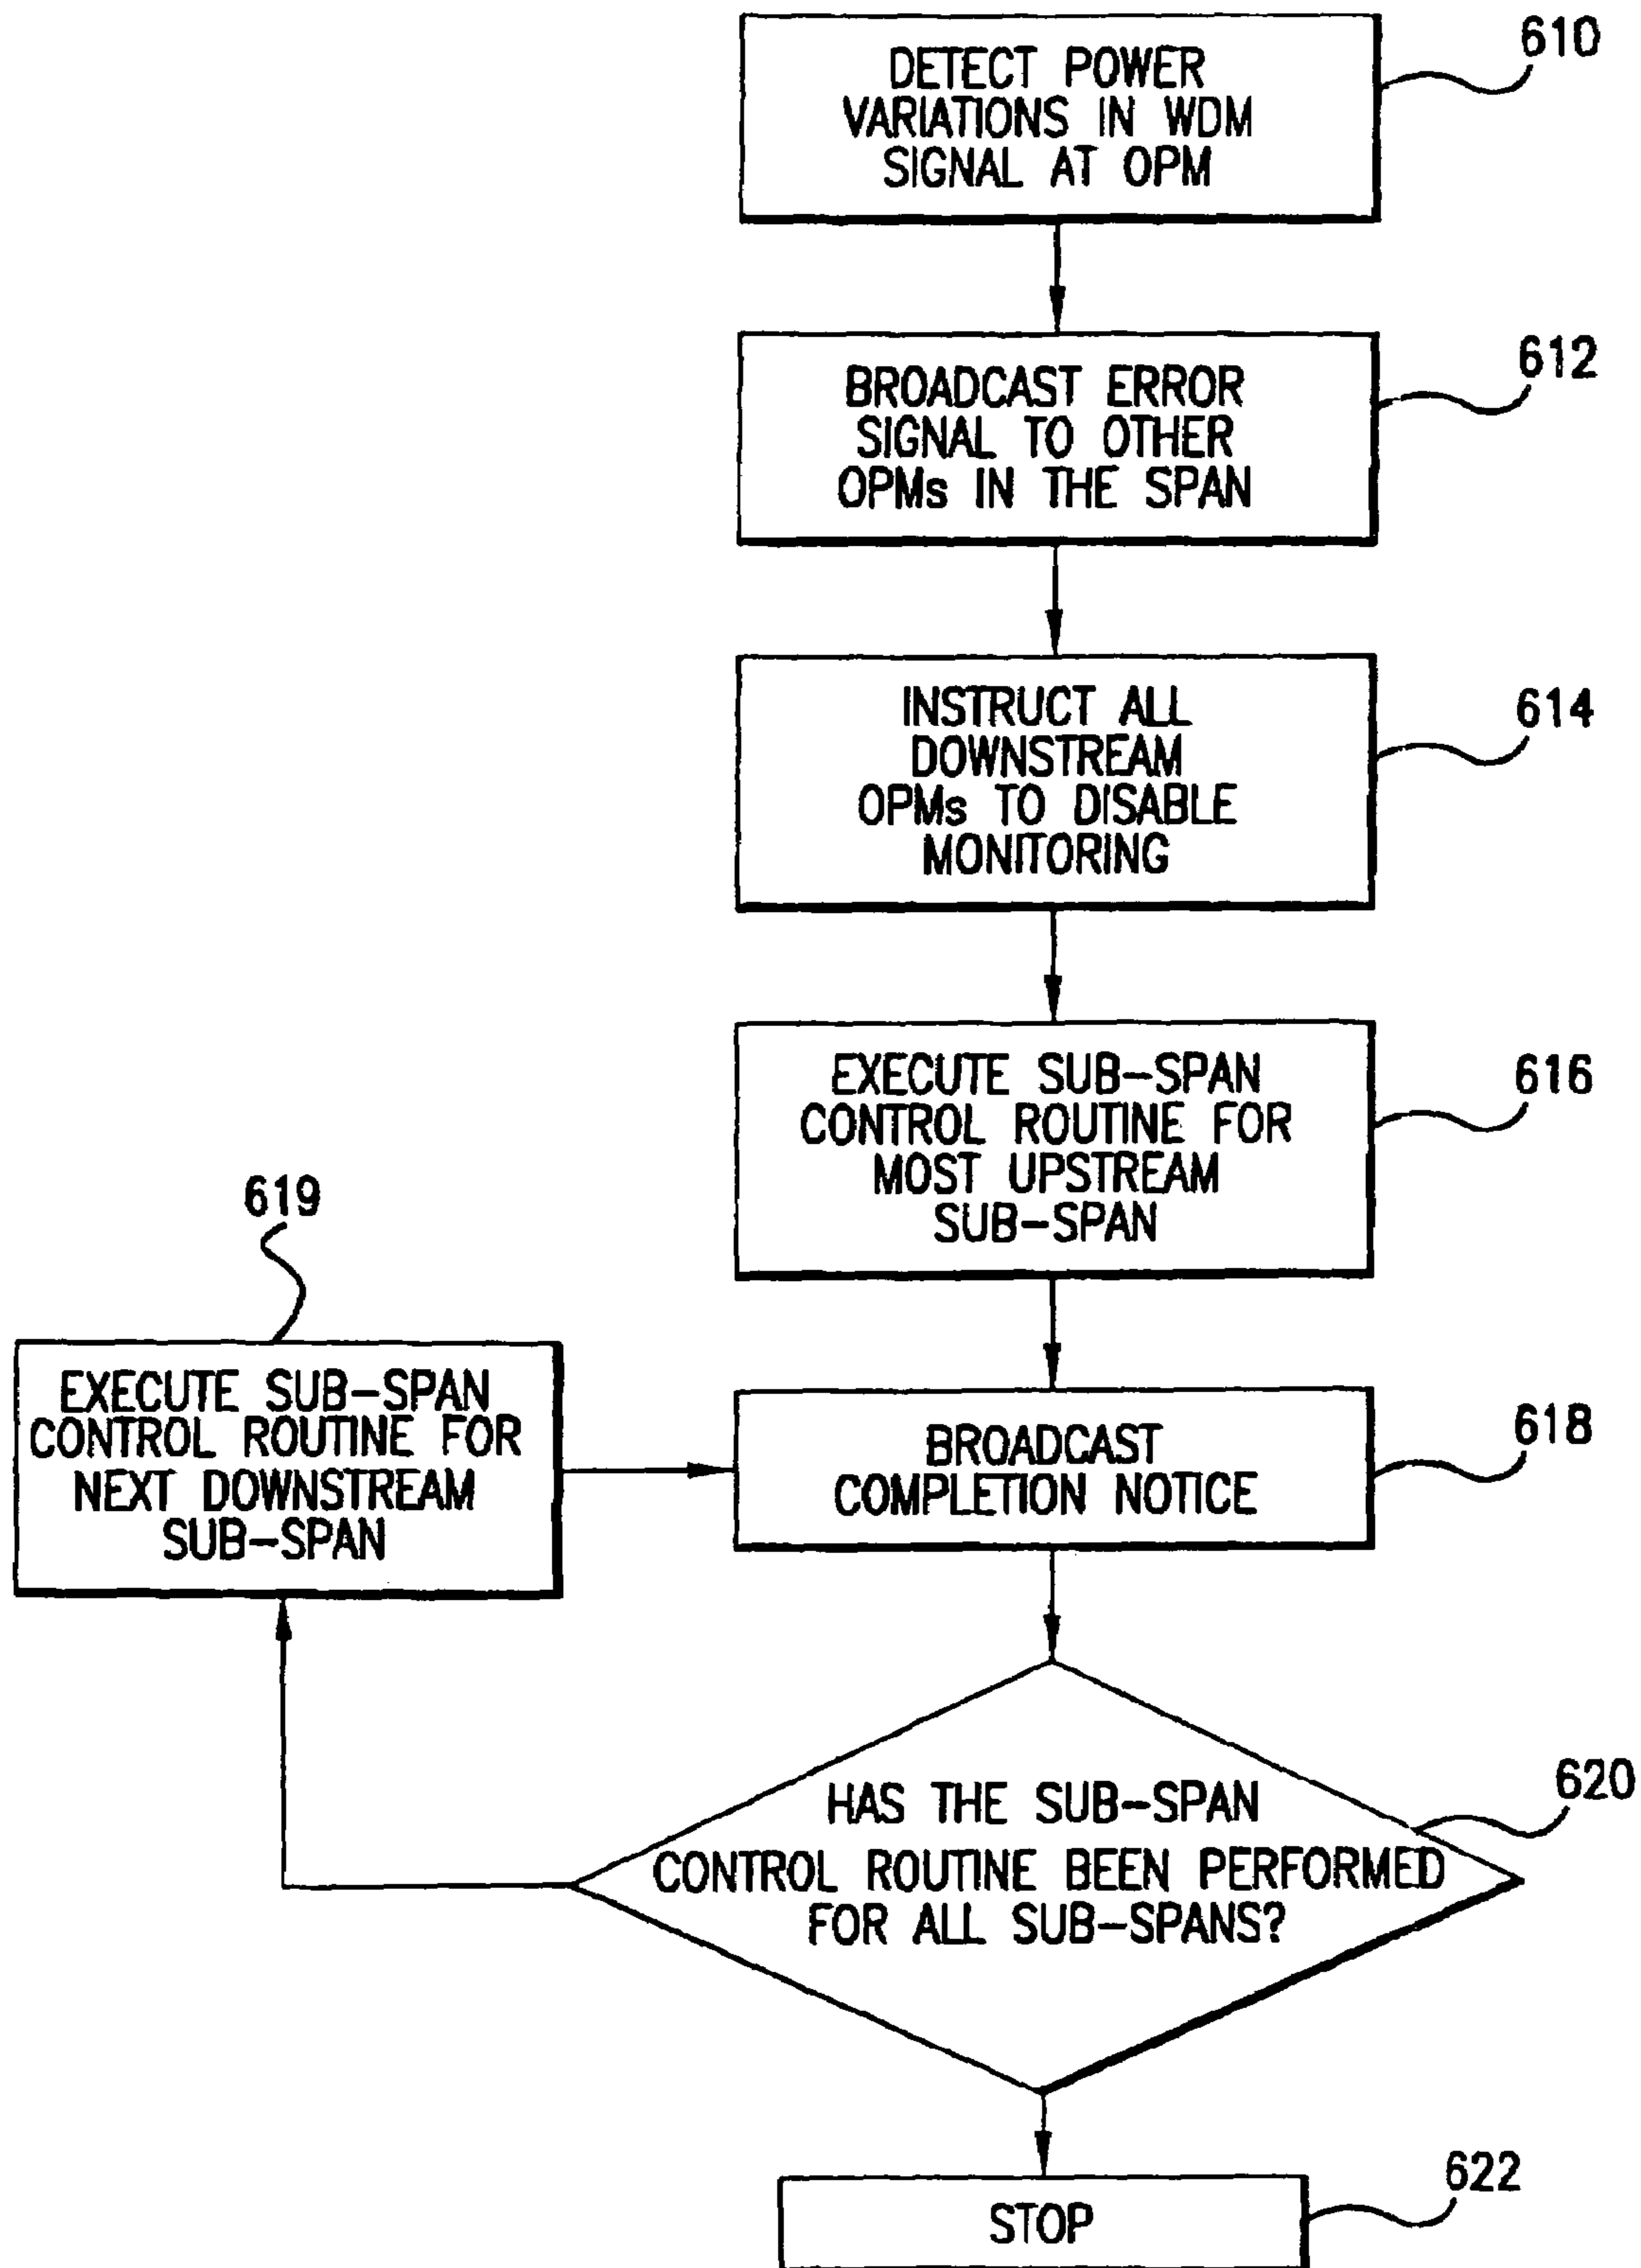 DETECT POWER
VARIATIONS IN WDM
SIGNAL AT OPM
610
BROADCAST ERROR
SIGNAL TO OTHER
OPMs IN THE SPAN
612
INSTRUCT ALL
DOWNSTREAM
OPMs TO DISABLE
MONITORING
614
EXECUTE SUB-SPAN
CONTROL ROUTINE FOR
MOST UPSTREAM
SUB-SPAN
616
619
EXECUTE SUB-SPAN
CONTROL ROUTINE FOR
NEXT DOWNSTREAM
SUB-SPAN
BROADCAST
COMPLETION NOTICE
618
HAS THE SUB-SPAN
CONTROL ROUTINE BEEN PERFORMED
FOR ALL SUB-SPANS?
620
STOP
622